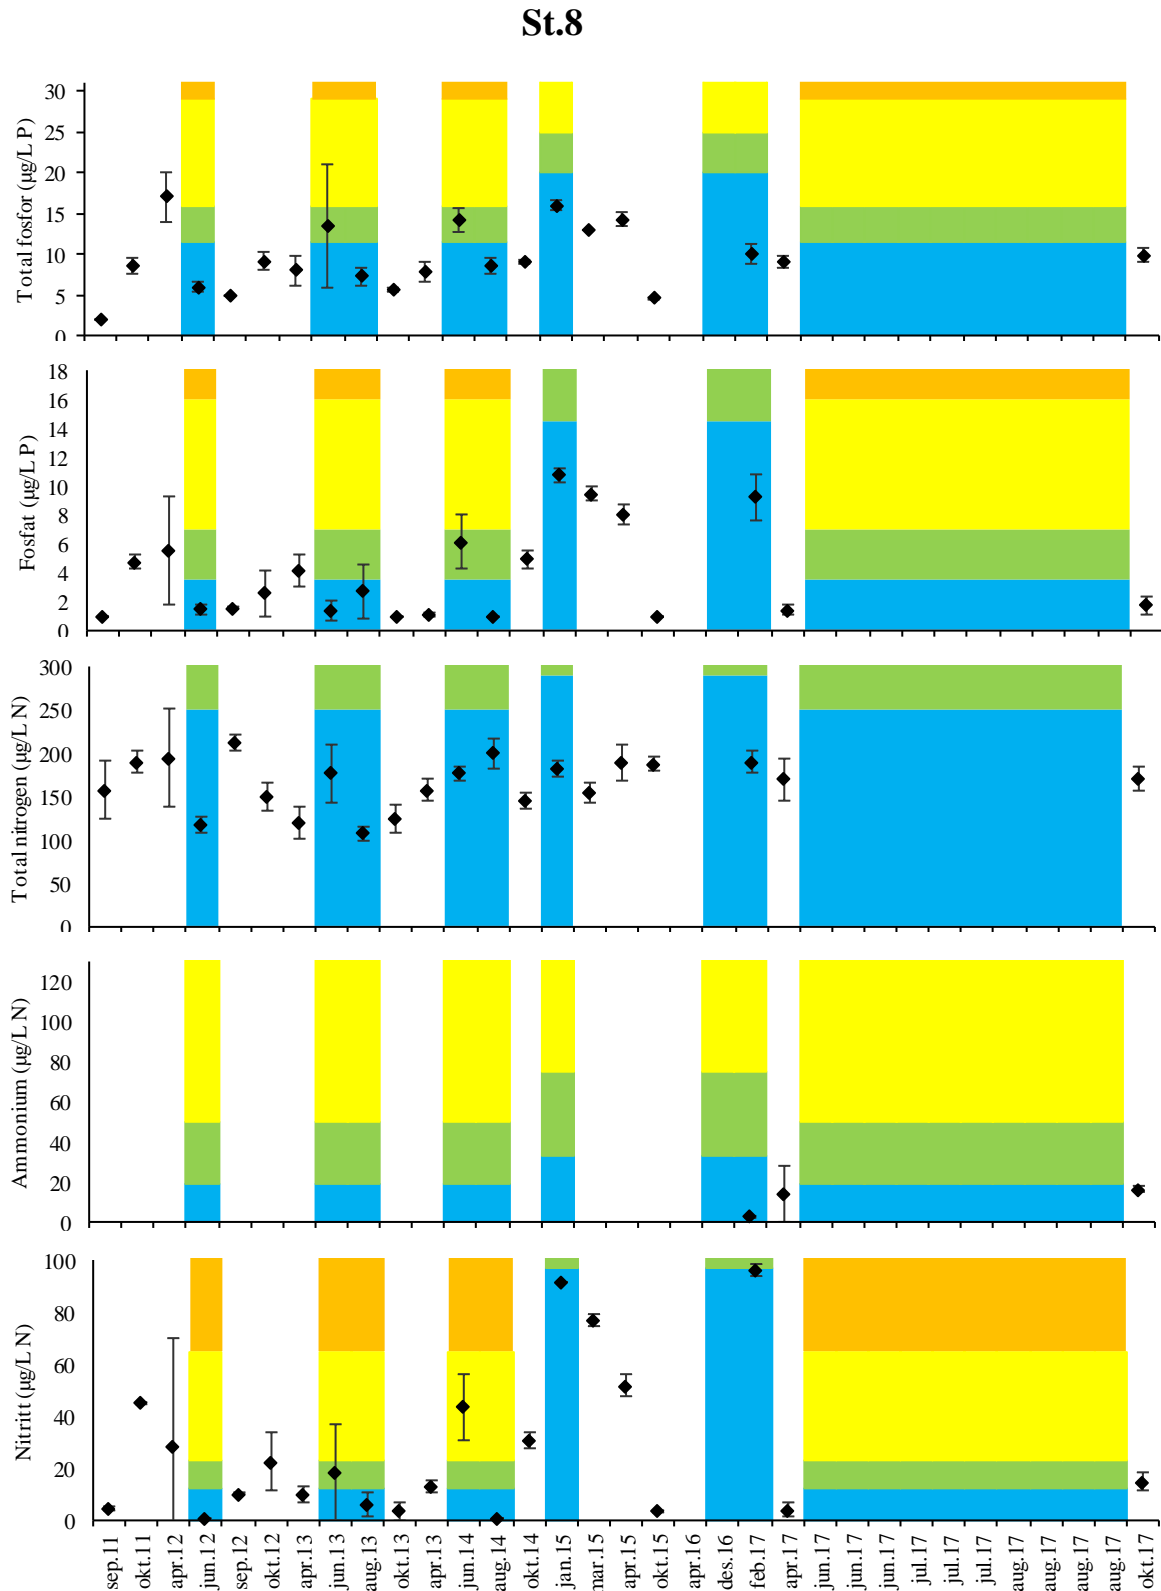 St.8
Total fosfor (µg/L P)
30
25
20
15
10
5
0
Fosfat (µg/L P)
18
16
14
12
10
8
6
4
2
0
Total nitrogen (µg/L N)
300
250
200
150
100
50
0
Ammonium (µg/L N)
120
100
80
60
40
20
0
Nitritt (µg/L N)
100
80
60
40
20
0
sep.11
okt.11
apr.12
jun.12
sep.12
okt.12
apr.13
jun.13
aug.13
okt.13
apr.13
jun.14
aug.14
okt.14
jan.15
mar.15
apr.15
okt.15
apr.16
des.16
feb.17
apr.17
jun.17
jun.17
jun.17
jul.17
jul.17
jul.17
aug.17
aug.17
aug.17
aug.17
okt.17